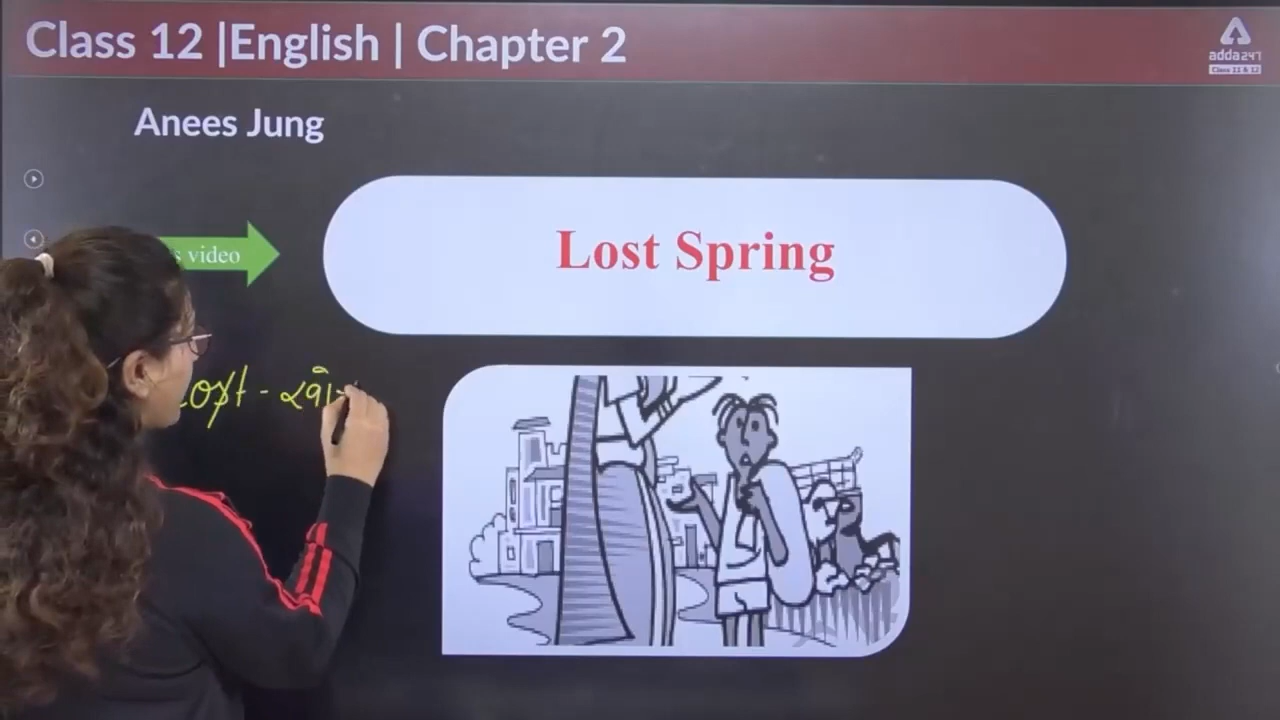 Class 12 |English | Chapter 2
adda247
Class 11 & 12
Anees Jung
video
Lost Spring